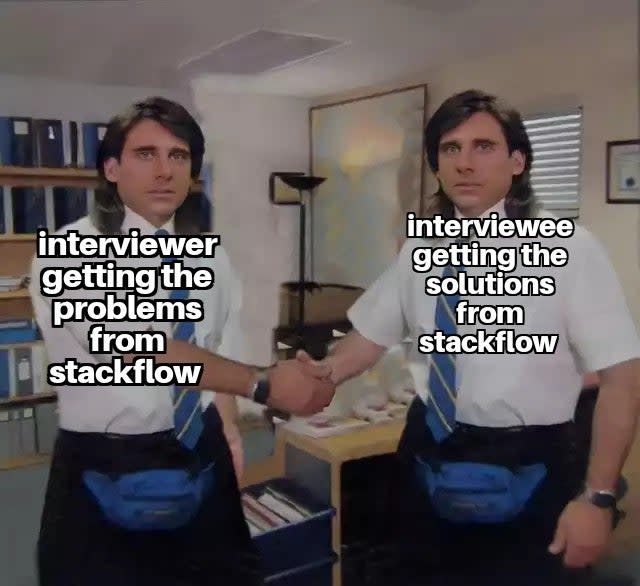 interviewer
getting the
problems
from
stackflow
interviewee
getting the
solutions
from
stackflow